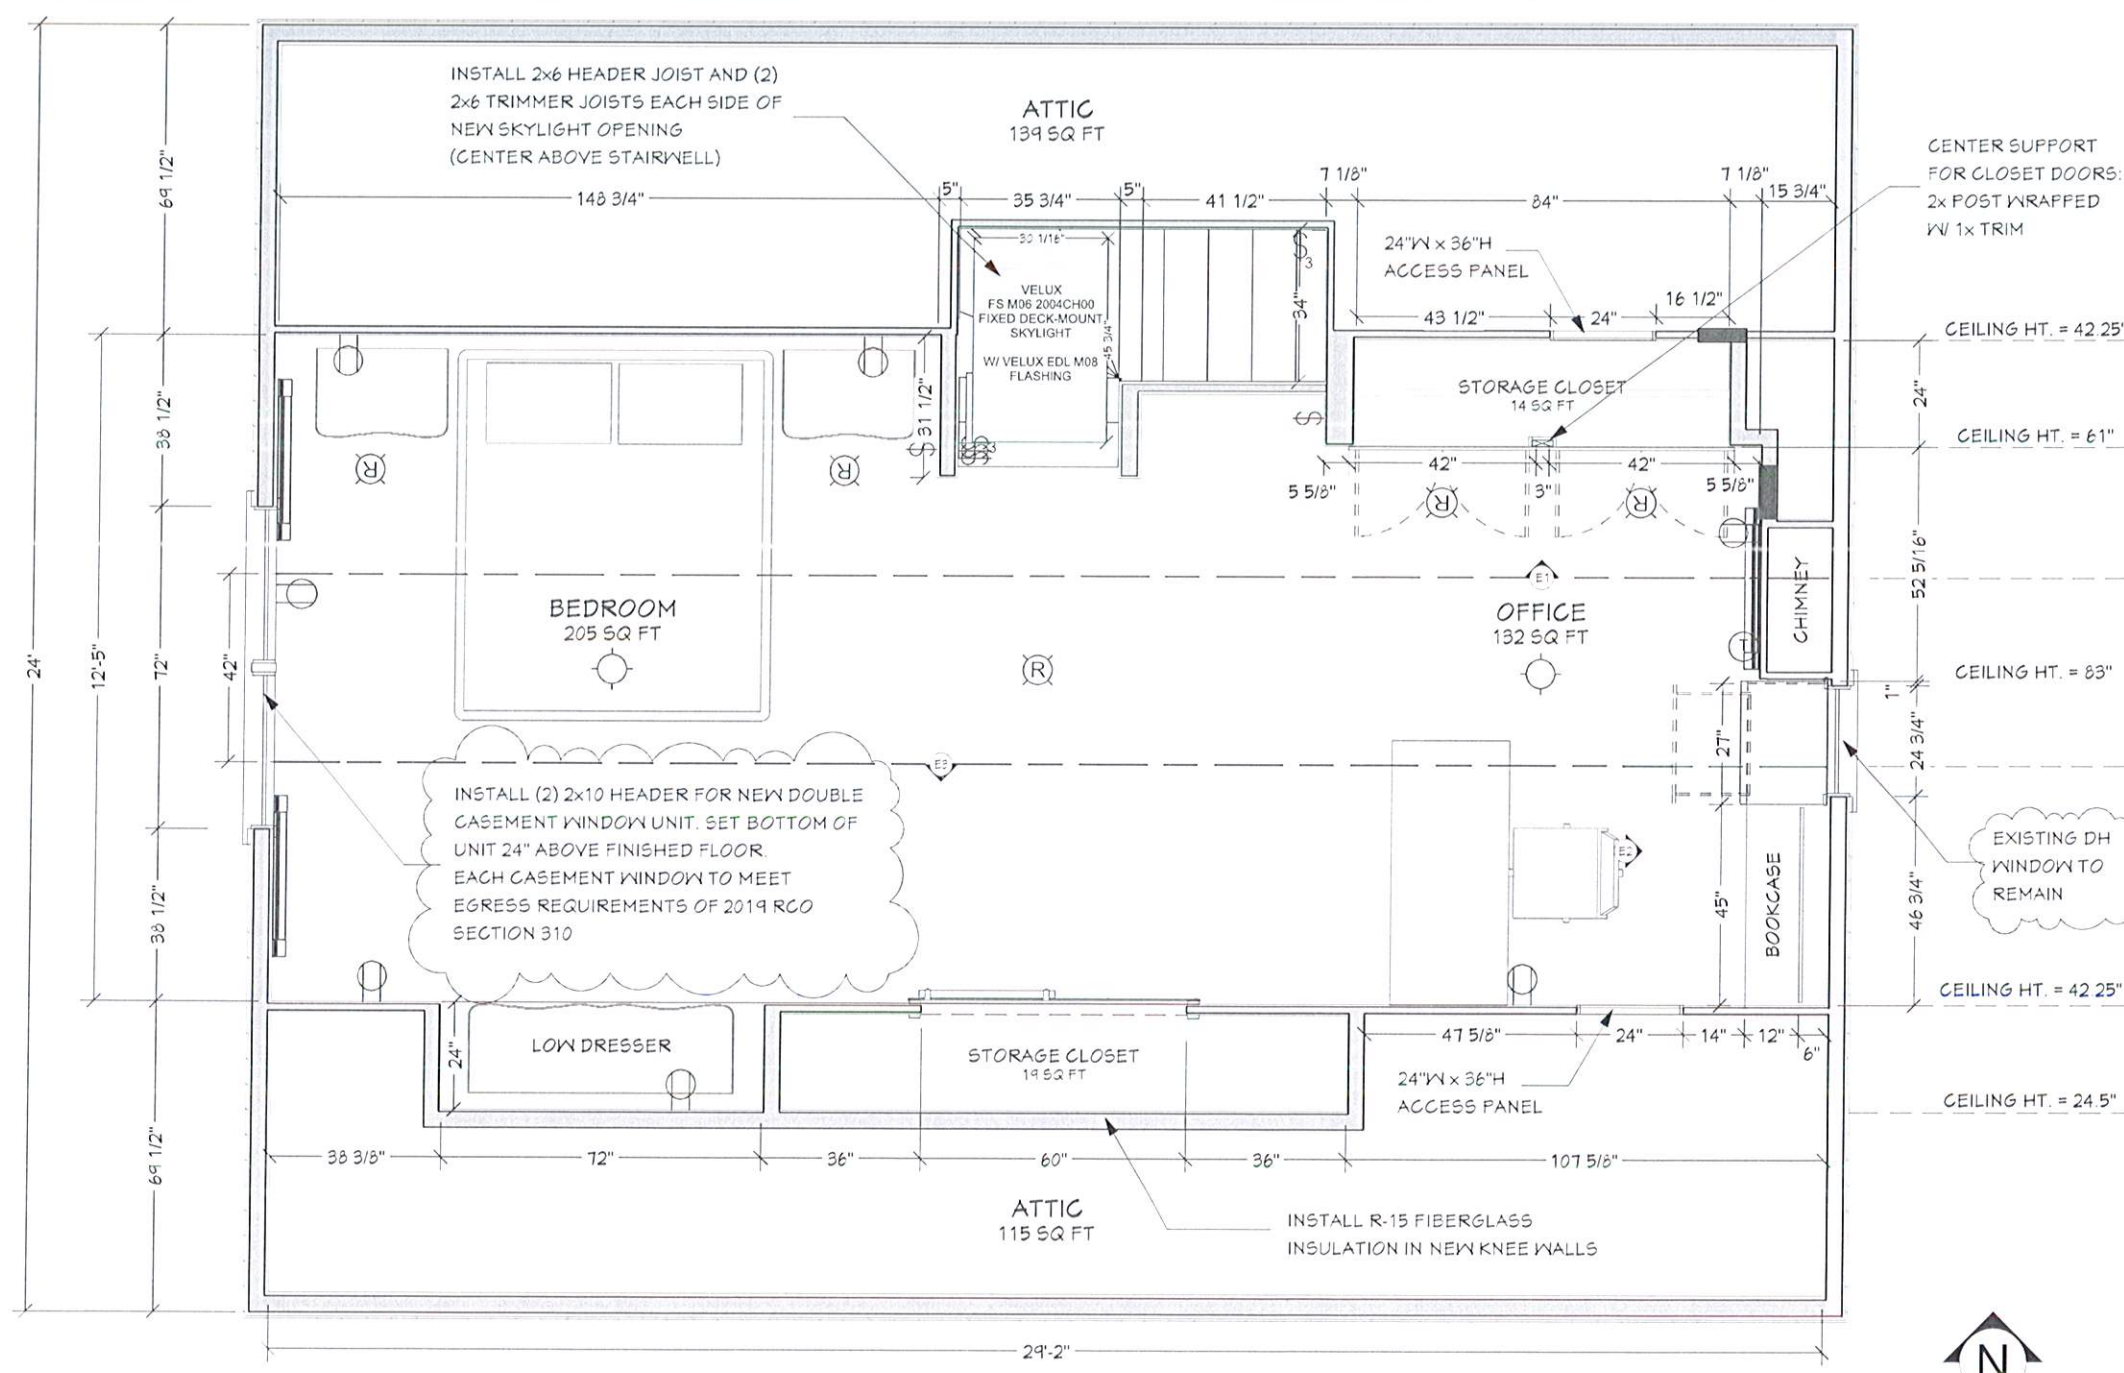 INSTALL 2x6 HEADER JOIST AND (2)
2x6 TRIMMER JOISTS EACH SIDE OF
NEW SKYLIGHT OPENING
(CENTER ABOVE STAIRWELL)
ATTIC
139 SQ FT
CENTER SUPPORT
FOR CLOSET DOORS:
2x POST WRAPPED
W/ 1x TRIM
69 1/2"
148 3/4"
5"
35 3/4"
5"
41 1/2"
7 1/8"
84"
7 1/8"
15 3/4"
24"W x 36"H
ACCESS PANEL
30 1/16"
VELUX
FS M06 2004CH00
FIXED DECK-MOUNT
SKYLIGHT
W/ VELUX EDL M08
FLASHING
45 3/4"
34"
$3
43 1/2"
24"
16 1/2"
CEILING HT. = 42.25"
STORAGE CLOSET
14 SQ FT
24"
38 1/2"
31 1/2"
$
$
CEILING HT. = 61"
5 5/8"
42"
3"
42"
5 5/8"
R
R
R
R
24'
12'-5"
72"
42"
BEDROOM
205 SQ FT
R
E1
OFFICE
132 SQ FT
CHIMNEY
52 5/16"
CEILING HT. = 83"
1"
27"
24 3/4"
E3
INSTALL (2) 2x10 HEADER FOR NEW DOUBLE
CASEMENT WINDOW UNIT. SET BOTTOM OF
UNIT 24" ABOVE FINISHED FLOOR.
EACH CASEMENT WINDOW TO MEET
EGRESS REQUIREMENTS OF 2019 RCO
SECTION 310
38 1/2"
E2
45"
BOOKCASE
46 3/4"
EXISTING DH
WINDOW TO
REMAIN
CEILING HT. = 42 25"
24"
LOW DRESSER
STORAGE CLOSET
19 SQ FT
47 5/8"
24"
14"
12"
6"
24"W x 36"H
ACCESS PANEL
CEILING HT. = 24.5"
69 1/2"
38 3/8"
72"
36"
60"
36"
107 5/8"
ATTIC
115 SQ FT
INSTALL R-15 FIBERGLASS
INSULATION IN NEW KNEE WALLS
29'-2"
N